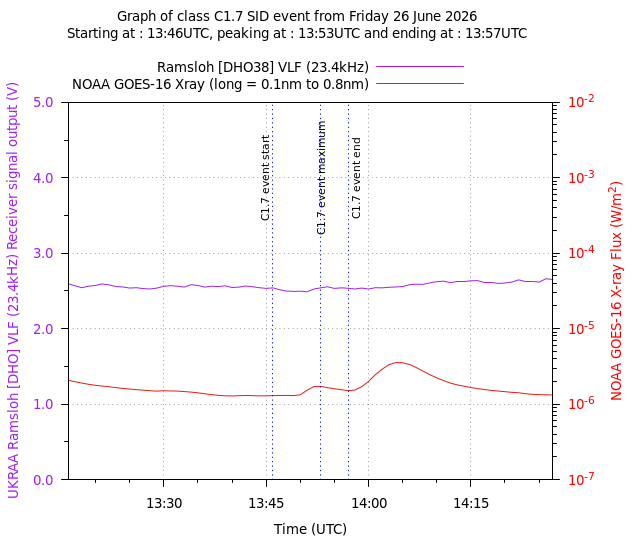 Graph of class C1.7 SID event from Friday 26 June 2026
Starting at : 13:46UTC, peaking at : 13:53UTC and ending at : 13:57UTC
Ramsloh [DHO38] VLF (23.4kHz)
NOAA GOES-16 Xray (long = 0.1nm to 0.8nm)
UKRAA Ramsloh [DHO] VLF (23.4kHz) Receiver signal output (V)
5.0
4.0
3.0
2.0
1.0
0.0
C1.7 event start
C1.7 event maximum
C1.7 event end
10-2
10-3
10-4
10-5
10-6
10-7
NOAA GOES-16 X-ray Flux (W/m2)
13:30
13:45
14:00
14:15
Time (UTC)